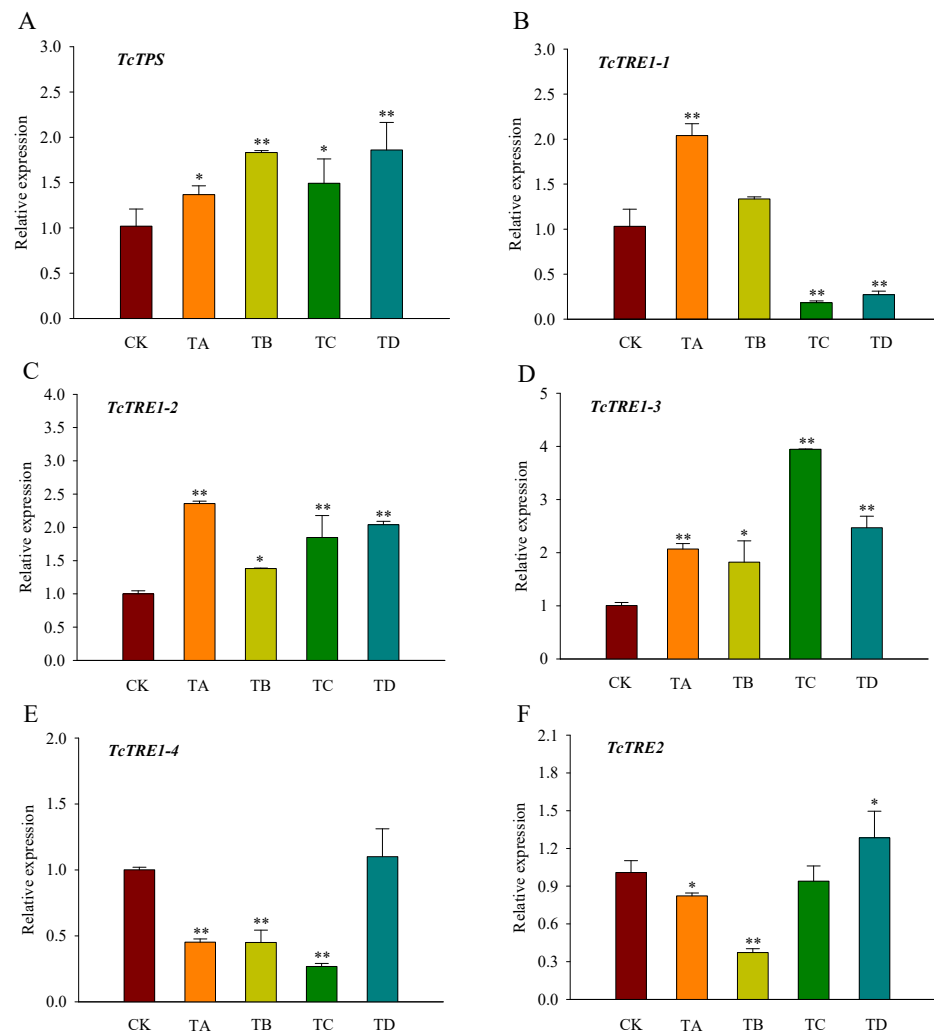 A
TcTPS
Relative expression
3.0
2.5
2.0
1.5
1.0
0.5
0.0
*
**
*
**
CK TA TB TC TD
B
TcTRE1-1
Relative expression
3.0
2.5
2.0
1.5
1.0
0.5
0.0
**
**
**
CK TA TB TC TD
C
TcTRE1-2
Relative expression
4.0
3.5
3.0
2.5
2.0
1.5
1.0
0.5
0.0
**
*
**
**
CK TA TB TC TD
D
TcTRE1-3
Relative expression
5
4
3
2
1
0
**
*
**
**
CK TA TB TC TD
E
TcTRE1-4
Relative expression
2.0
1.5
1.0
0.5
0.0
**
**
**
CK TA TB TC TD
F
TcTRE2
Relative expression
2.1
1.8
1.5
1.2
0.9
0.6
0.3
0.0
*
**
*
CK TA TB TC TD